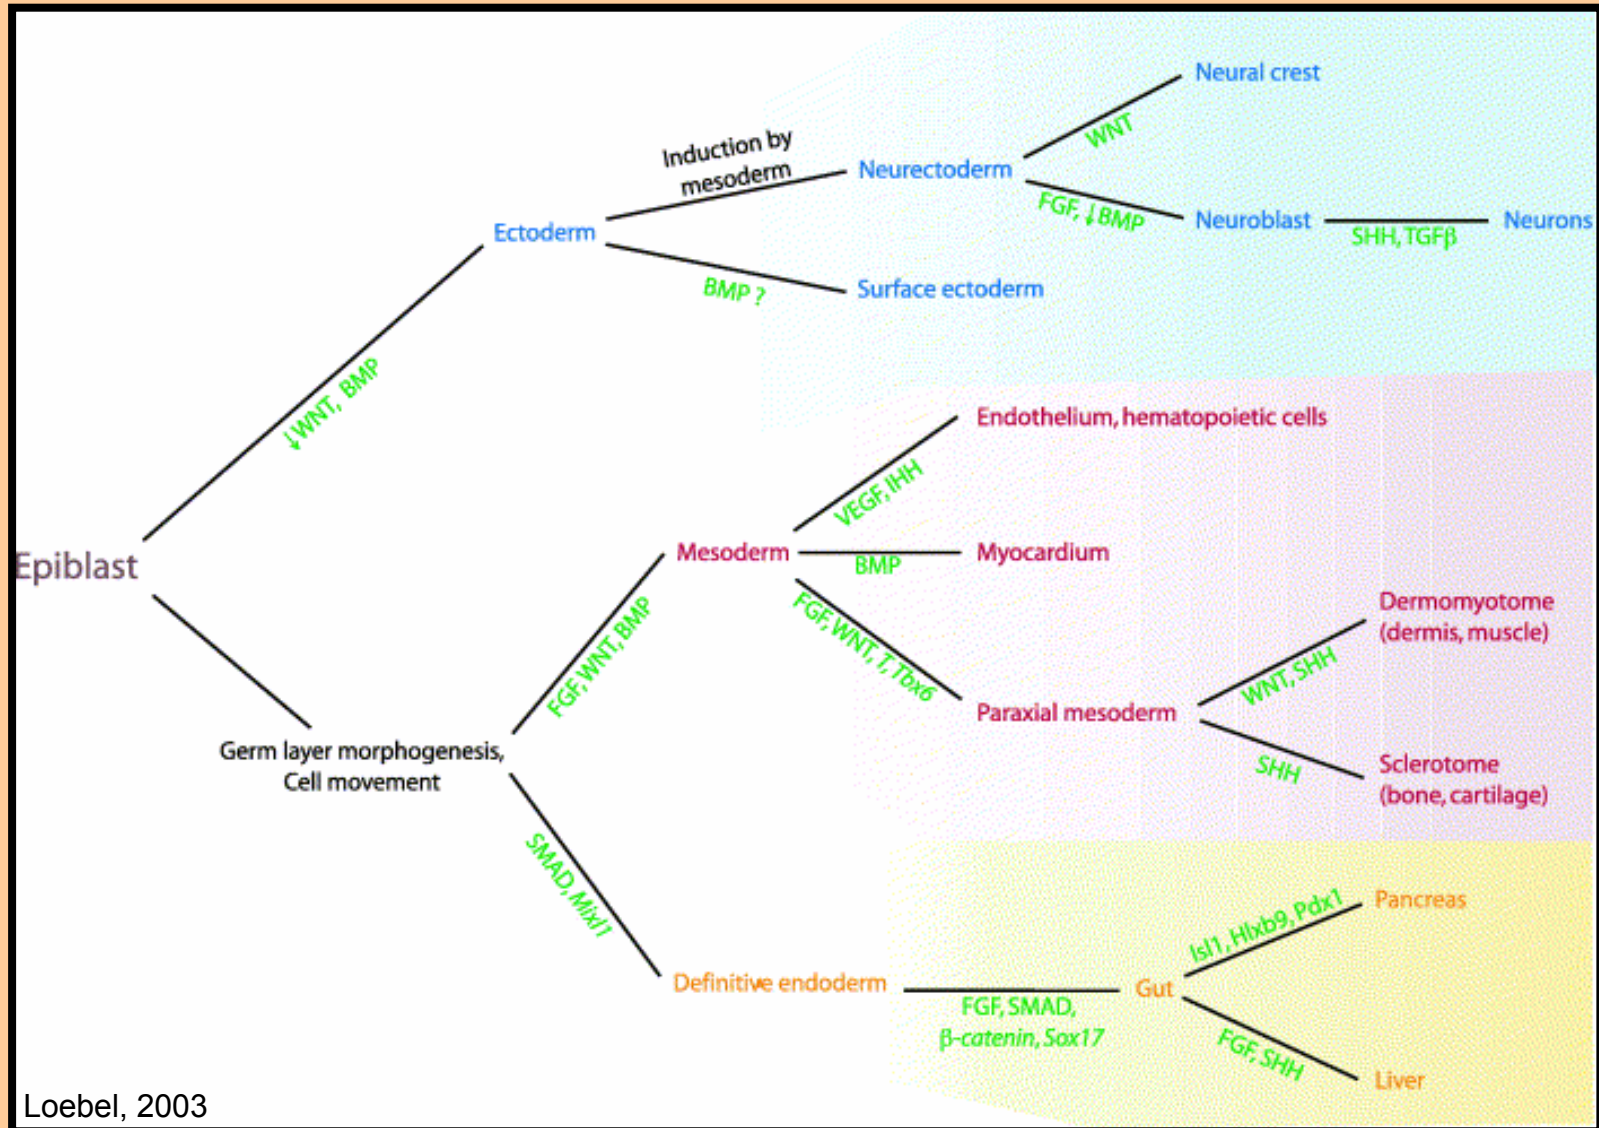 Neural crest
WNT
Induction by
mesoderm
Neurectoderm
FGF, ↓BMP
Neuroblast
SHH, TGFβ
Neurons
Ectoderm
BMP ?
Surface ectoderm
↓WNT, BMP
Endothelium, hematopoietic cells
VEGF, IHH
Mesoderm
BMP
Myocardium
Epiblast
FGF, WNT, BMP
FGF, WNT, T, Tbx6
Dermomyotome
(dermis, muscle)
WNT, SHH
Paraxial mesoderm
Germ layer morphogenesis,
Cell movement
SHH
Sclerotome
(bone, cartilage)
SMAD, Mixl1
Isl1, Hlxb9, Pdx1
Pancreas
Definitive endoderm
FGF, SMAD,
β-catenin, Sox17
Gut
FGF, SHH
Liver
Loebel, 2003